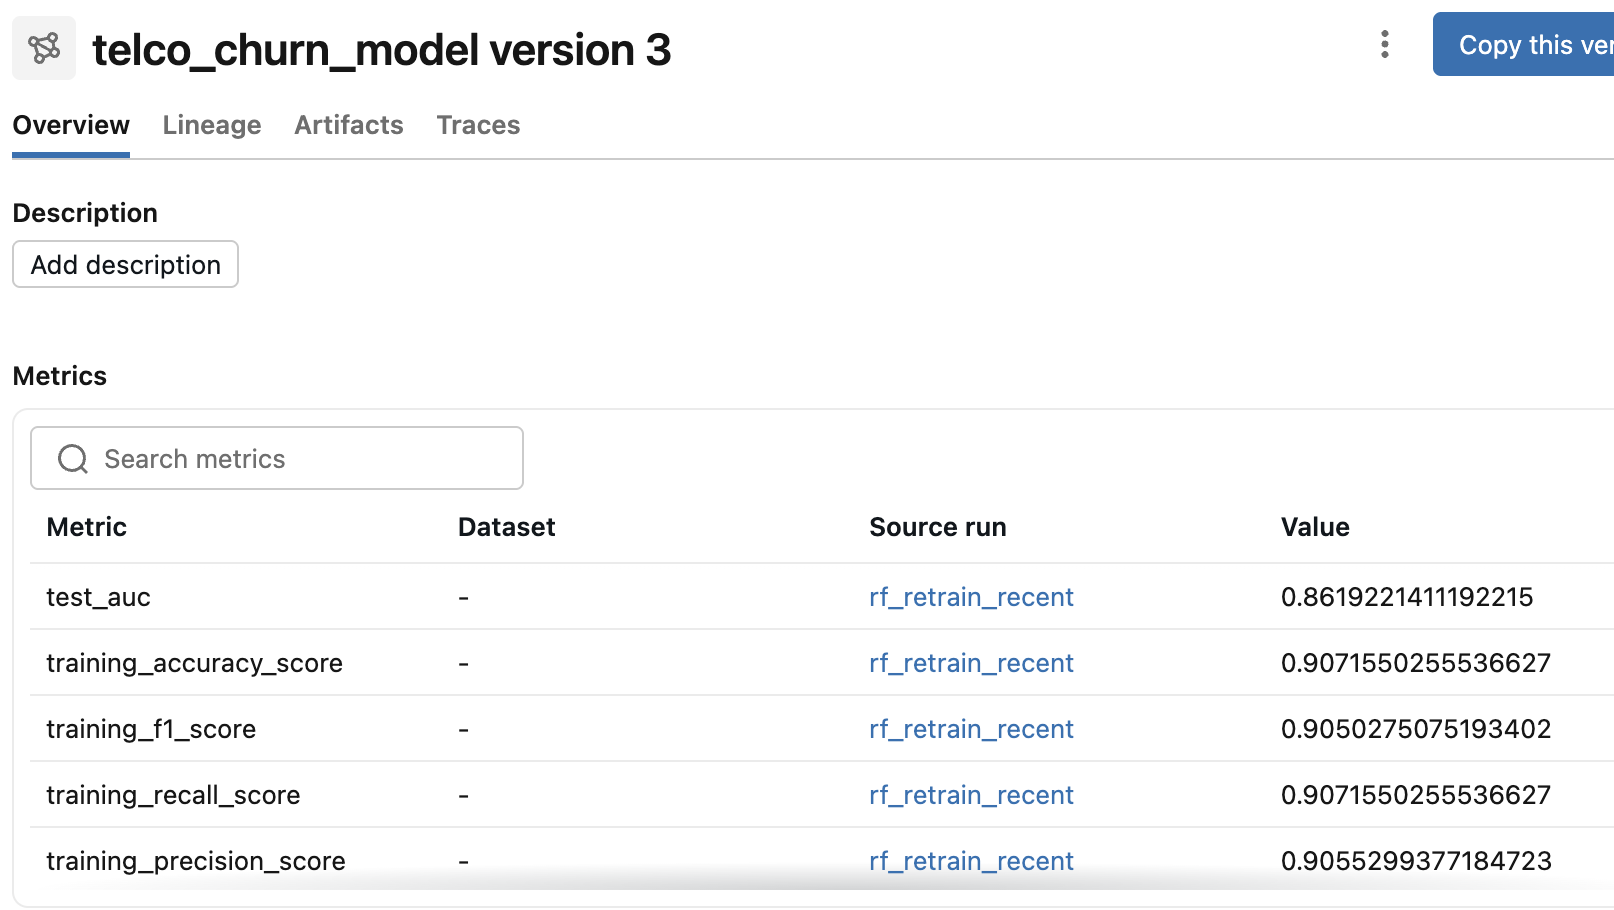 telco_churn_model version 3
Copy this ver
Overview Lineage Artifacts Traces
Description
Add description
Metrics
Search metrics
Metric Dataset Source run Value
test_auc - rf_retrain_recent 0.8619221411192215
training_accuracy_score - rf_retrain_recent 0.9071550255536627
training_f1_score - rf_retrain_recent 0.9050275075193402
training_recall_score - rf_retrain_recent 0.9071550255536627
training_precision_score - rf_retrain_recent 0.9055299377184723